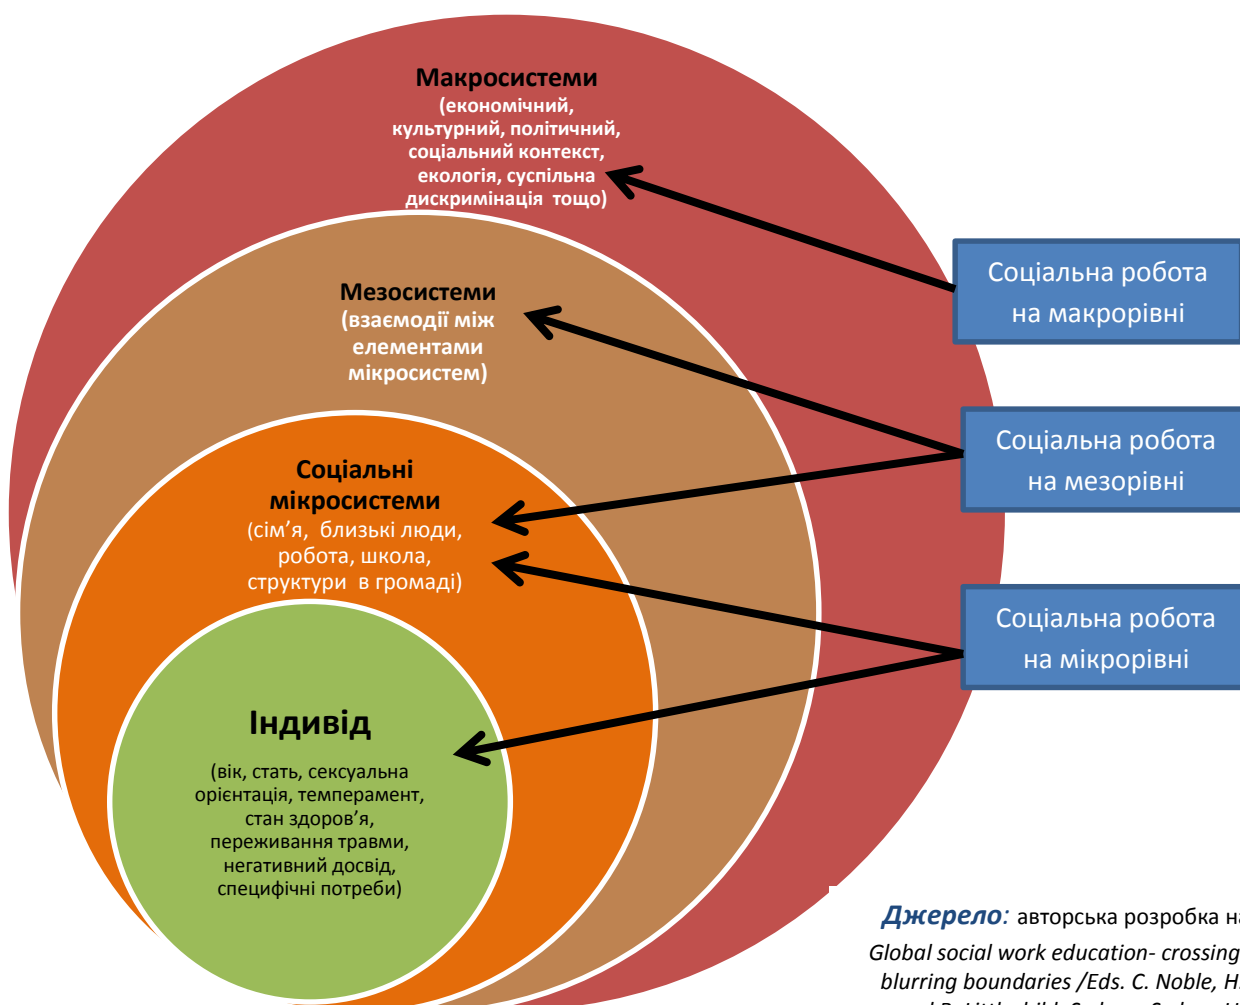 Макросистеми
(економічний,
культурний, політичний,
соціальний контекст,
екологія, суспільна
дискримінація тощо)
Соціальна робота
на макрорівні
Мезосистеми
(взаємодії між
елементами
мікросистем)
Соціальна робота
на мезорівні
Соціальні
мікросистеми
(сім’я, близькі люди,
робота, школа,
структури в громаді)
Соціальна робота
на мікрорівні
Індивід
(вік, стать, сексуальна
орієнтація, темперамент,
стан здоров’я,
переживання травми,
негативний досвід,
специфічні потреби)
Джерело: авторська розробка на
Global social work education- crossing
blurring boundaries /Eds. C. Noble, H.